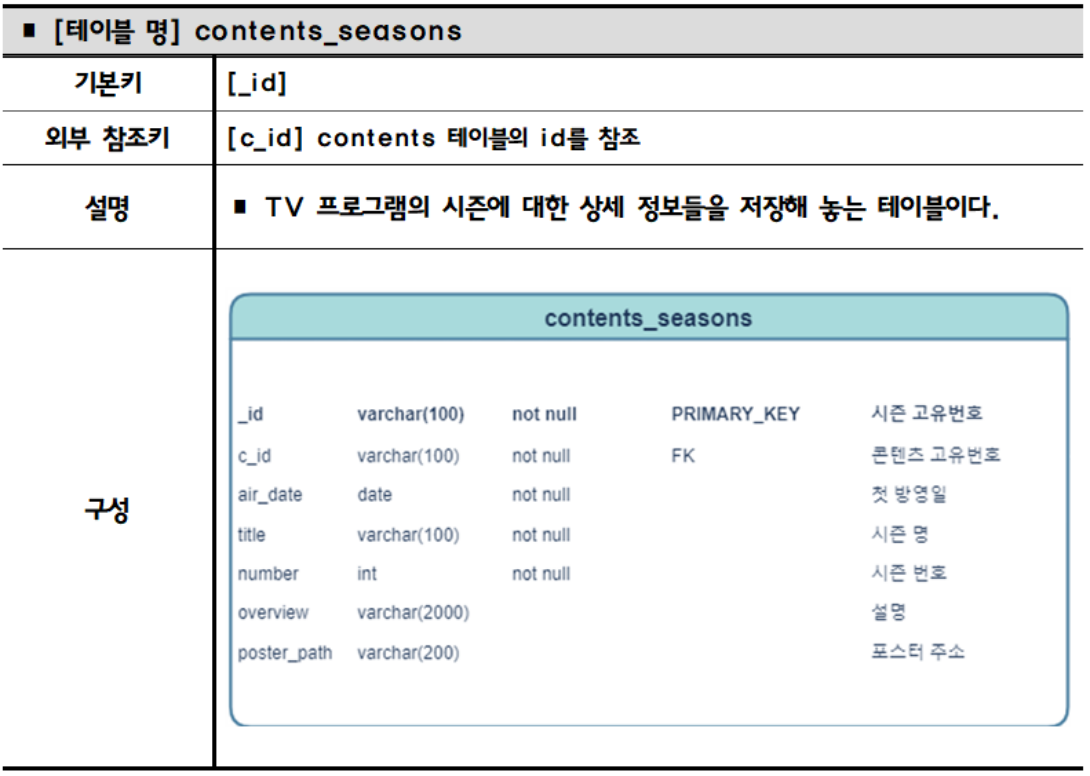 ■ [테이블 명] contents_seasons
기본키 [_id]
외부 참조키 [c_id] contents 테이블의 id를 참조
설명 ■ TV 프로그램의 시즌에 대한 상세 정보들을 저장해 놓는 테이블이다.
구성
contents_seasons
_id varchar(100) not null PRIMARY_KEY 시즌 고유번호
c_id varchar(100) not null FK 콘텐츠 고유번호
air_date date not null 첫 방영일
title varchar(100) not null 시즌 명
number int not null 시즌 번호
overview varchar(2000) 설명
poster_path varchar(200) 포스터 주소